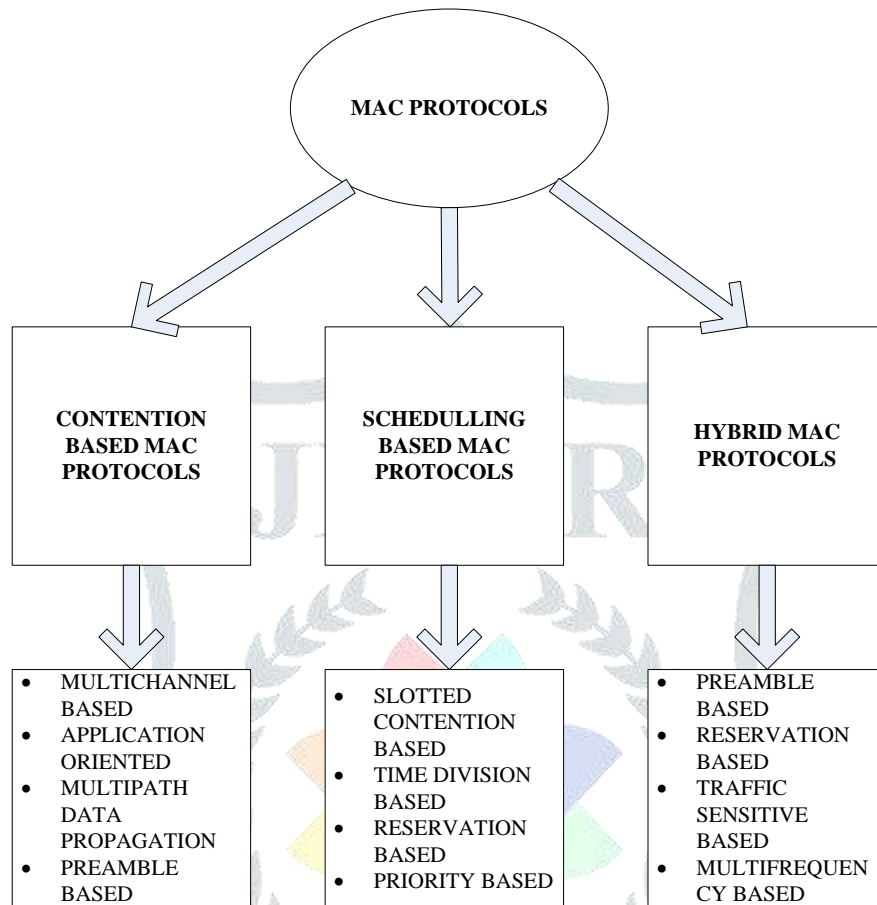 MAC PROTOCOLS
CONTENTION
BASED MAC
PROTOCOLS
SCHEDULLING
BASED MAC
PROTOCOLS
HYBRID MAC
PROTOCOLS
• MULTICHANNEL
BASED
• APPLICATION
ORIENTED
• MULTIPATH
DATA
PROPAGATION
• PREAMBLE
BASED
• SLOTTED
CONTENTION
BASED
• TIME DIVISION
BASED
• RESERVATION
BASED
• PRIORITY BASED
• PREAMBLE
BASED
• RESERVATION
BASED
• TRAFFIC
SENSITIVE
BASED
• MULTIFREQUEN
CY BASED